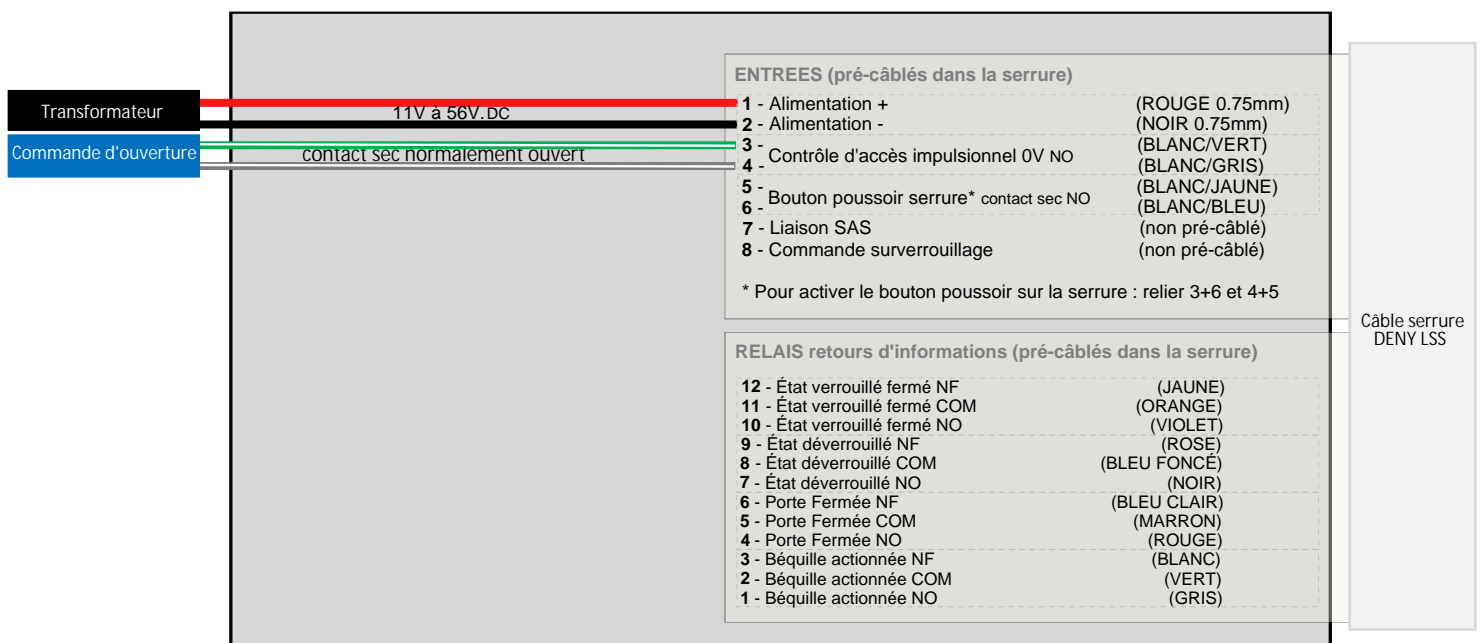 ENTREES (pré-câblés dans la serrure)
Transformateur
11V à 56V.DC
1 - Alimentation + (ROUGE 0.75mm)
2 - Alimentation - (NOIR 0.75mm)
Commande d'ouverture
contact sec normalement ouvert
3 - (BLANC/VERT)
Contrôle d'accès impulsionnel 0V NO
4 - (BLANC/GRIS)
5 - (BLANC/JAUNE)
Bouton poussoir serrure* contact sec NO
6 - (BLANC/BLEU)
7 - Liaison SAS (non pré-câblé)
8 - Commande surverrouillage (non pré-câblé)
* Pour activer le bouton poussoir sur la serrure : relier 3+6 et 4+5
Câble serrure
DENY LSS
RELAIS retours d'informations (pré-câblés dans la serrure)
12 - État verrouillé fermé NF (JAUNE)
11 - État verrouillé fermé COM (ORANGE)
10 - État verrouillé fermé NO (VIOLET)
9 - État déverrouillé NF (ROSE)
8 - État déverrouillé COM (BLEU FONCÉ)
7 - État déverrouillé NO (NOIR)
6 - Porte Fermée NF (BLEU CLAIR)
5 - Porte Fermée COM (MARRON)
4 - Porte Fermée NO (ROUGE)
3 - Béquille actionnée NF (BLANC)
2 - Béquille actionnée COM (VERT)
1 - Béquille actionnée NO (GRIS)